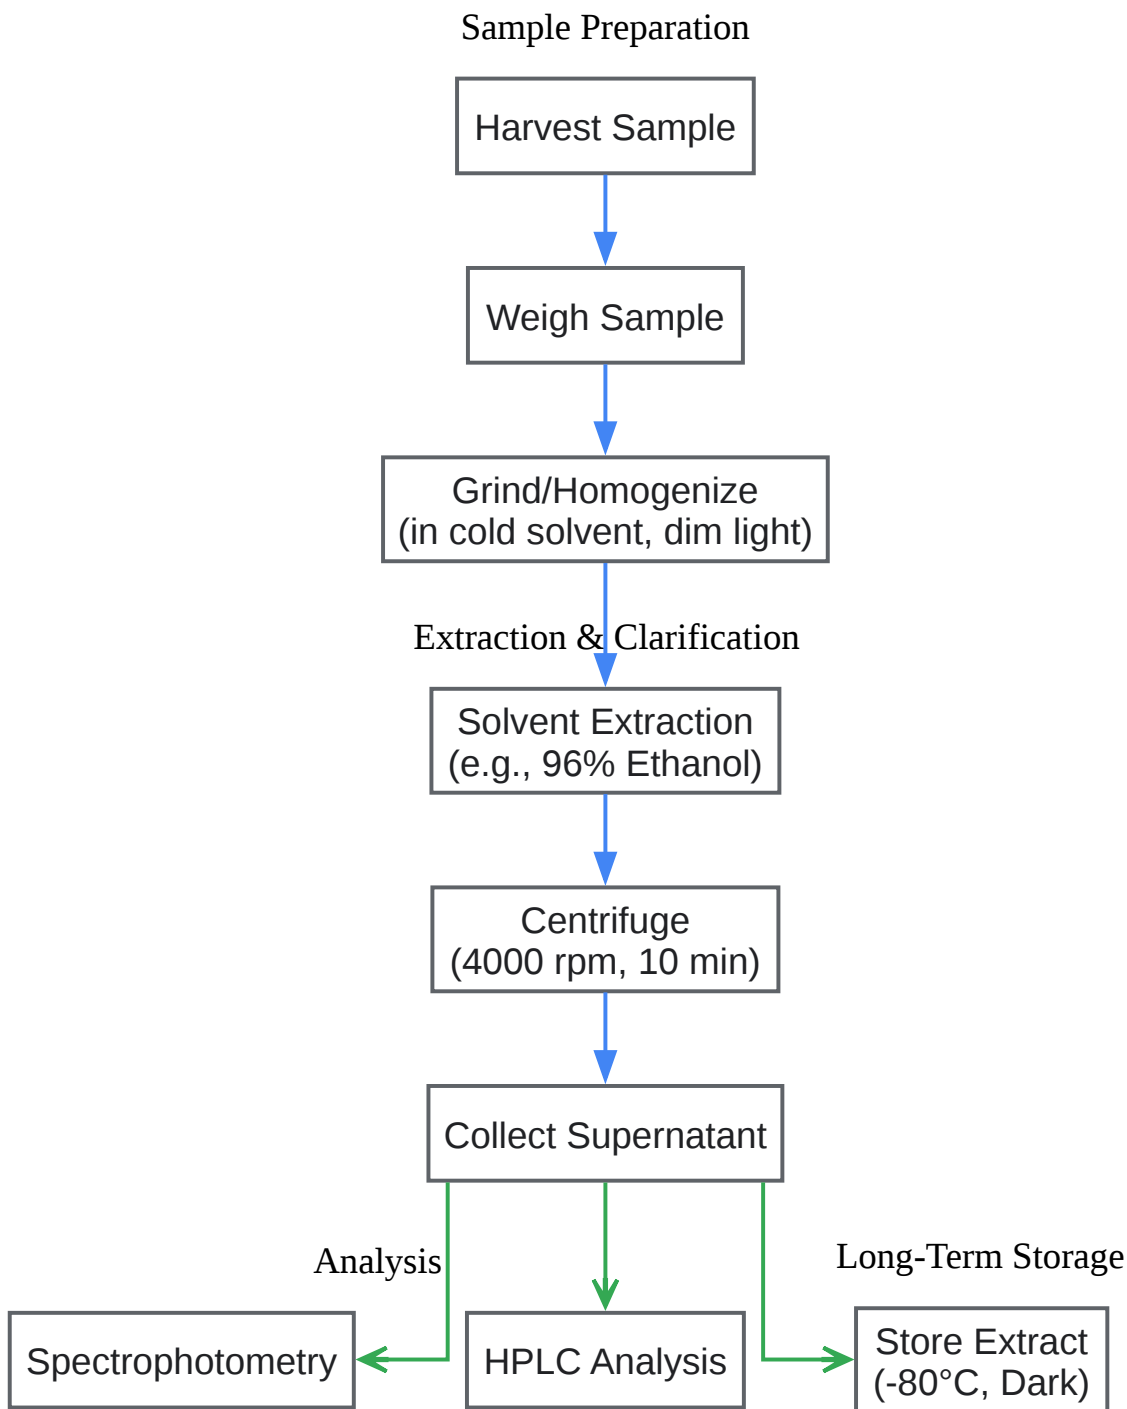 Sample Preparation
Harvest Sample
Weigh Sample
Grind/Homogenize
(in cold solvent, dim light)
Extraction & Clarification
Solvent Extraction
(e.g., 96% Ethanol)
Centrifuge
(4000 rpm, 10 min)
Collect Supernatant
Analysis
Long-Term Storage
Spectrophotometry
HPLC Analysis
Store Extract
(-80°C, Dark)